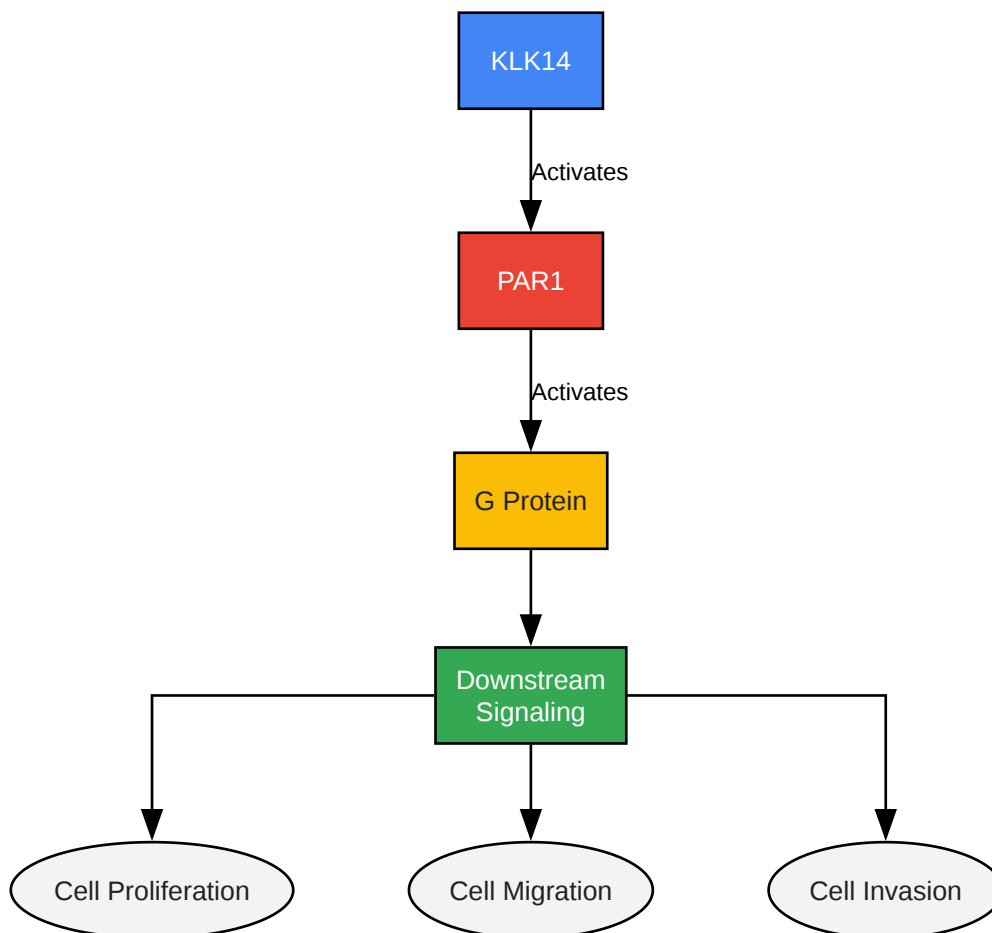 KLK14
Activates
PAR1
Activates
G Protein
Downstream
Signaling
Cell Proliferation
Cell Migration
Cell Invasion